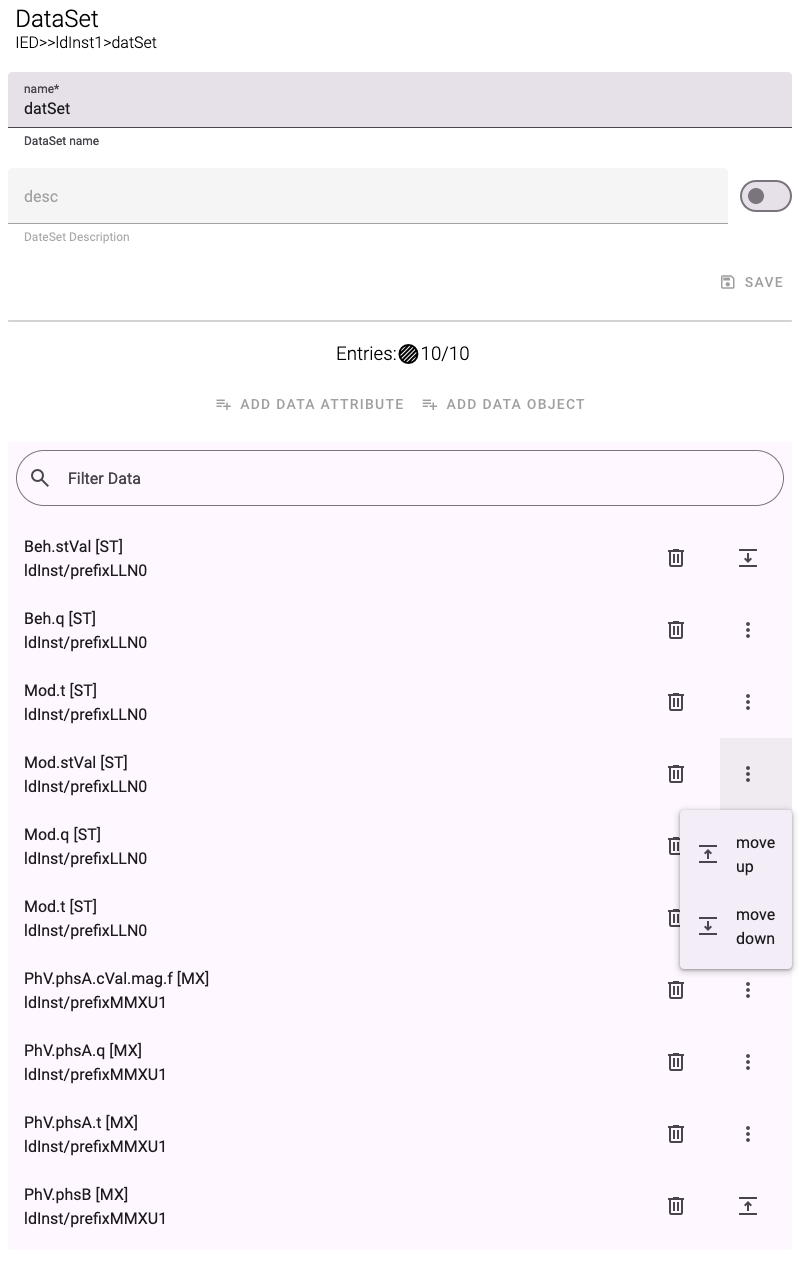 DataSet
IED>>ldInst1>datSet
name*
datSet
DataSet name
desc
DateSet Description
SAVE
Entries: 10/10
ADD DATA ATTRIBUTE ADD DATA OBJECT
Filter Data
Beh.stVal [ST]
ldInst/prefixLLN0
Beh.q [ST]
ldInst/prefixLLN0
Mod.t [ST]
ldInst/prefixLLN0
Mod.stVal [ST]
ldInst/prefixLLN0
Mod.q [ST]
ldInst/prefixLLN0
move
up
Mod.t [ST]
ldInst/prefixLLN0
move
down
PhV.phsA.cVal.mag.f [MX]
ldInst/prefixMMXU1
PhV.phsA.q [MX]
ldInst/prefixMMXU1
PhV.phsA.t [MX]
ldInst/prefixMMXU1
PhV.phsB [MX]
ldInst/prefixMMXU1